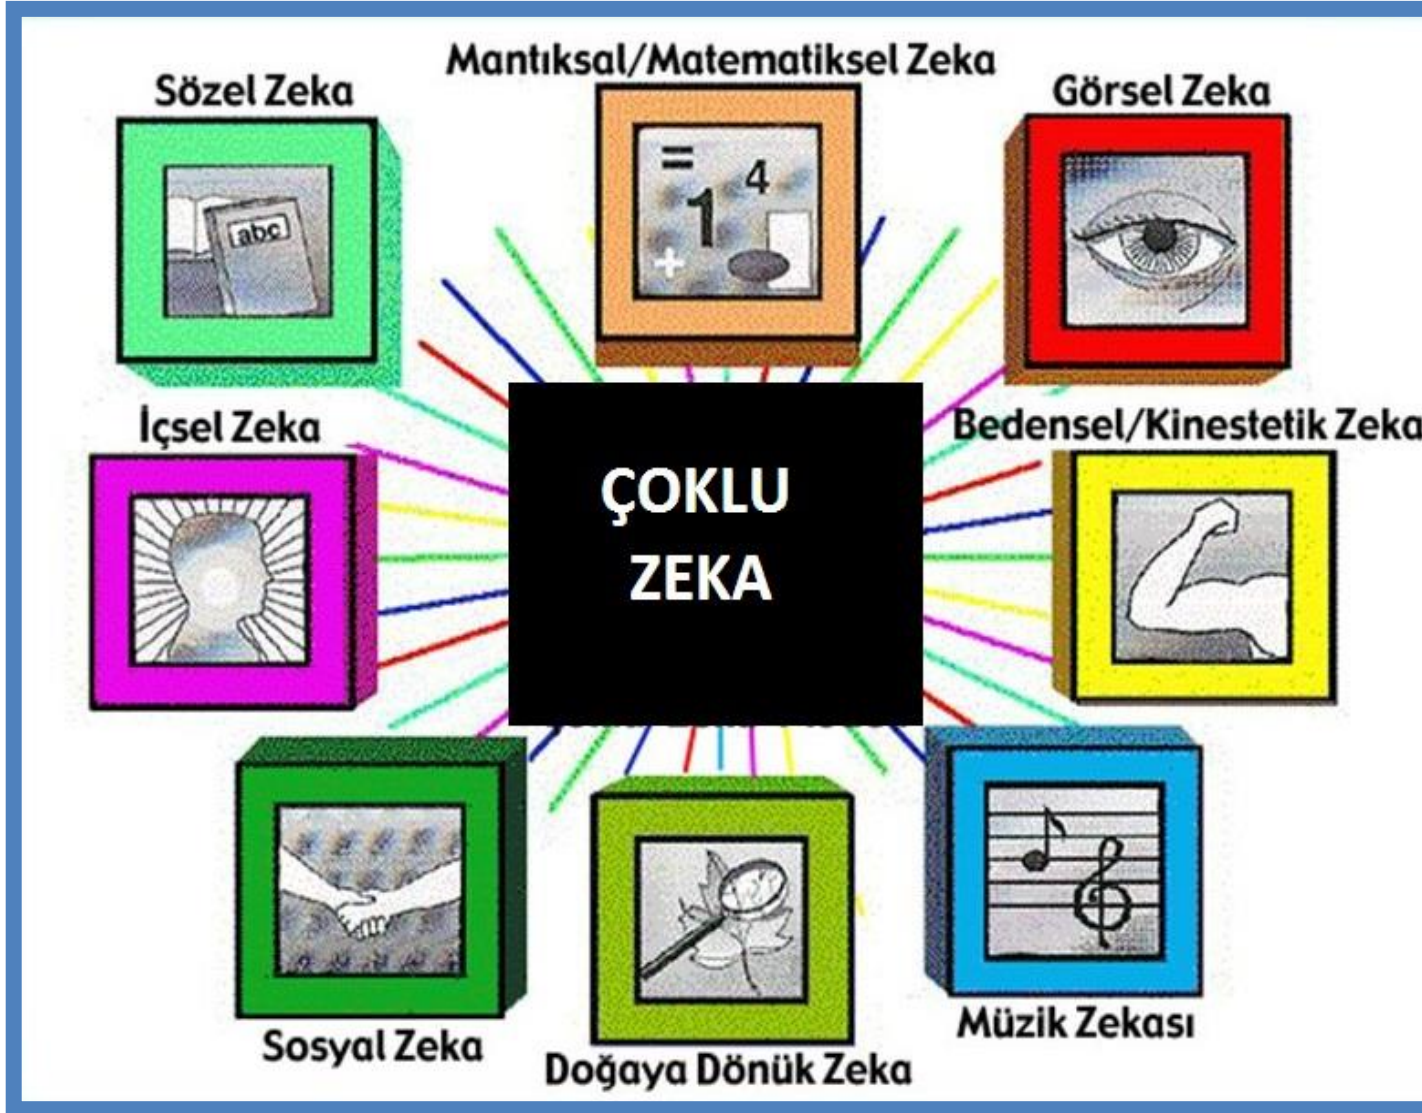 Mantıksal/Matematiksel Zeka
Sözel Zeka
Görsel Zeka
=
4
1
+
abc
İçsel Zeka
Bedensel/Kinestetik Zeka
ÇOKLU
ZEKA
Müzik Zekası
Sosyal Zeka
Doğaya Dönük Zeka